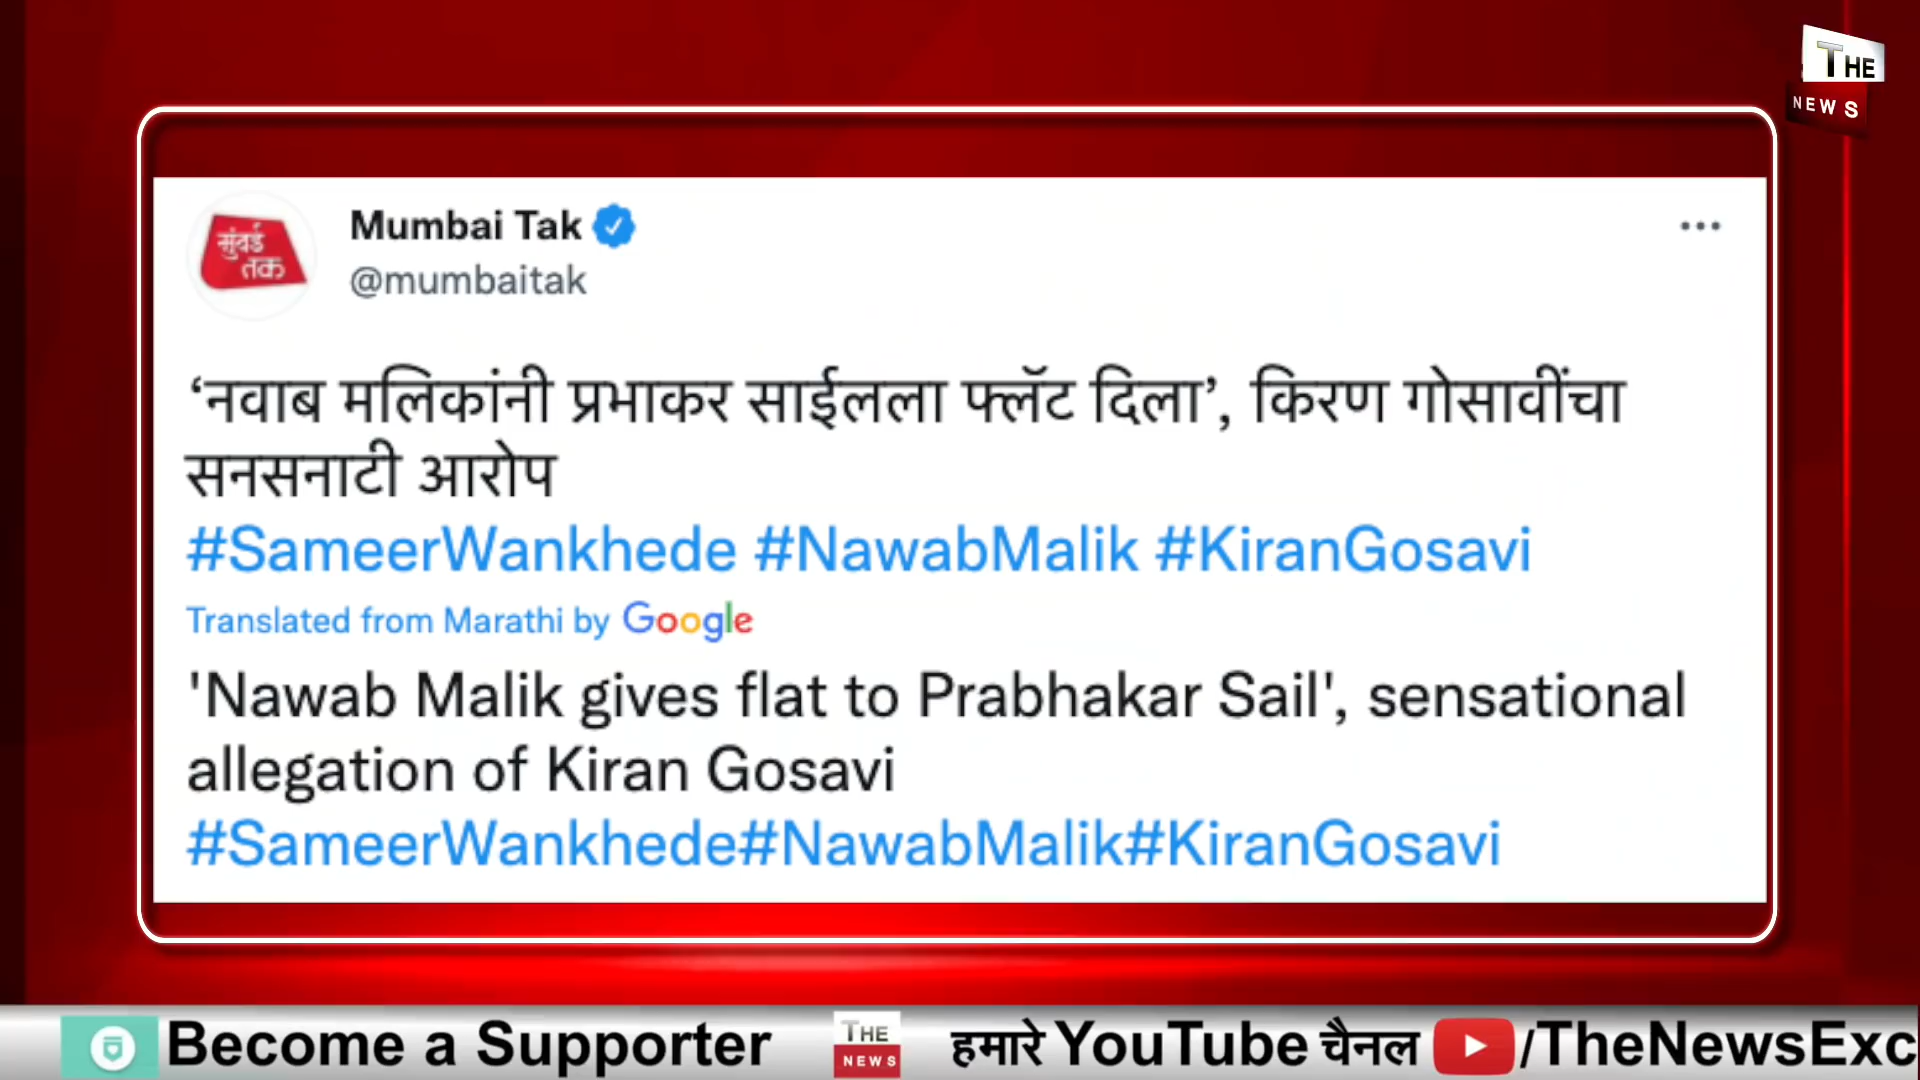 THE
NEWS
मुंबई
तक
Mumbai Tak
@mumbaitak
‘नवाब मलिकांनी प्रभाकर साईलला फ्लॅट दिला’, किरण गोसावींचा
सनसनाटी आरोप
#SameerWankhede #NawabMalik #KiranGosavi
Translated from Marathi by Google
'Nawab Malik gives flat to Prabhakar Sail', sensational
allegation of Kiran Gosavi
#SameerWankhede#NawabMalik#KiranGosavi
Become a Supporter THE NEWS हमारे YouTube चैनल /TheNewsExc